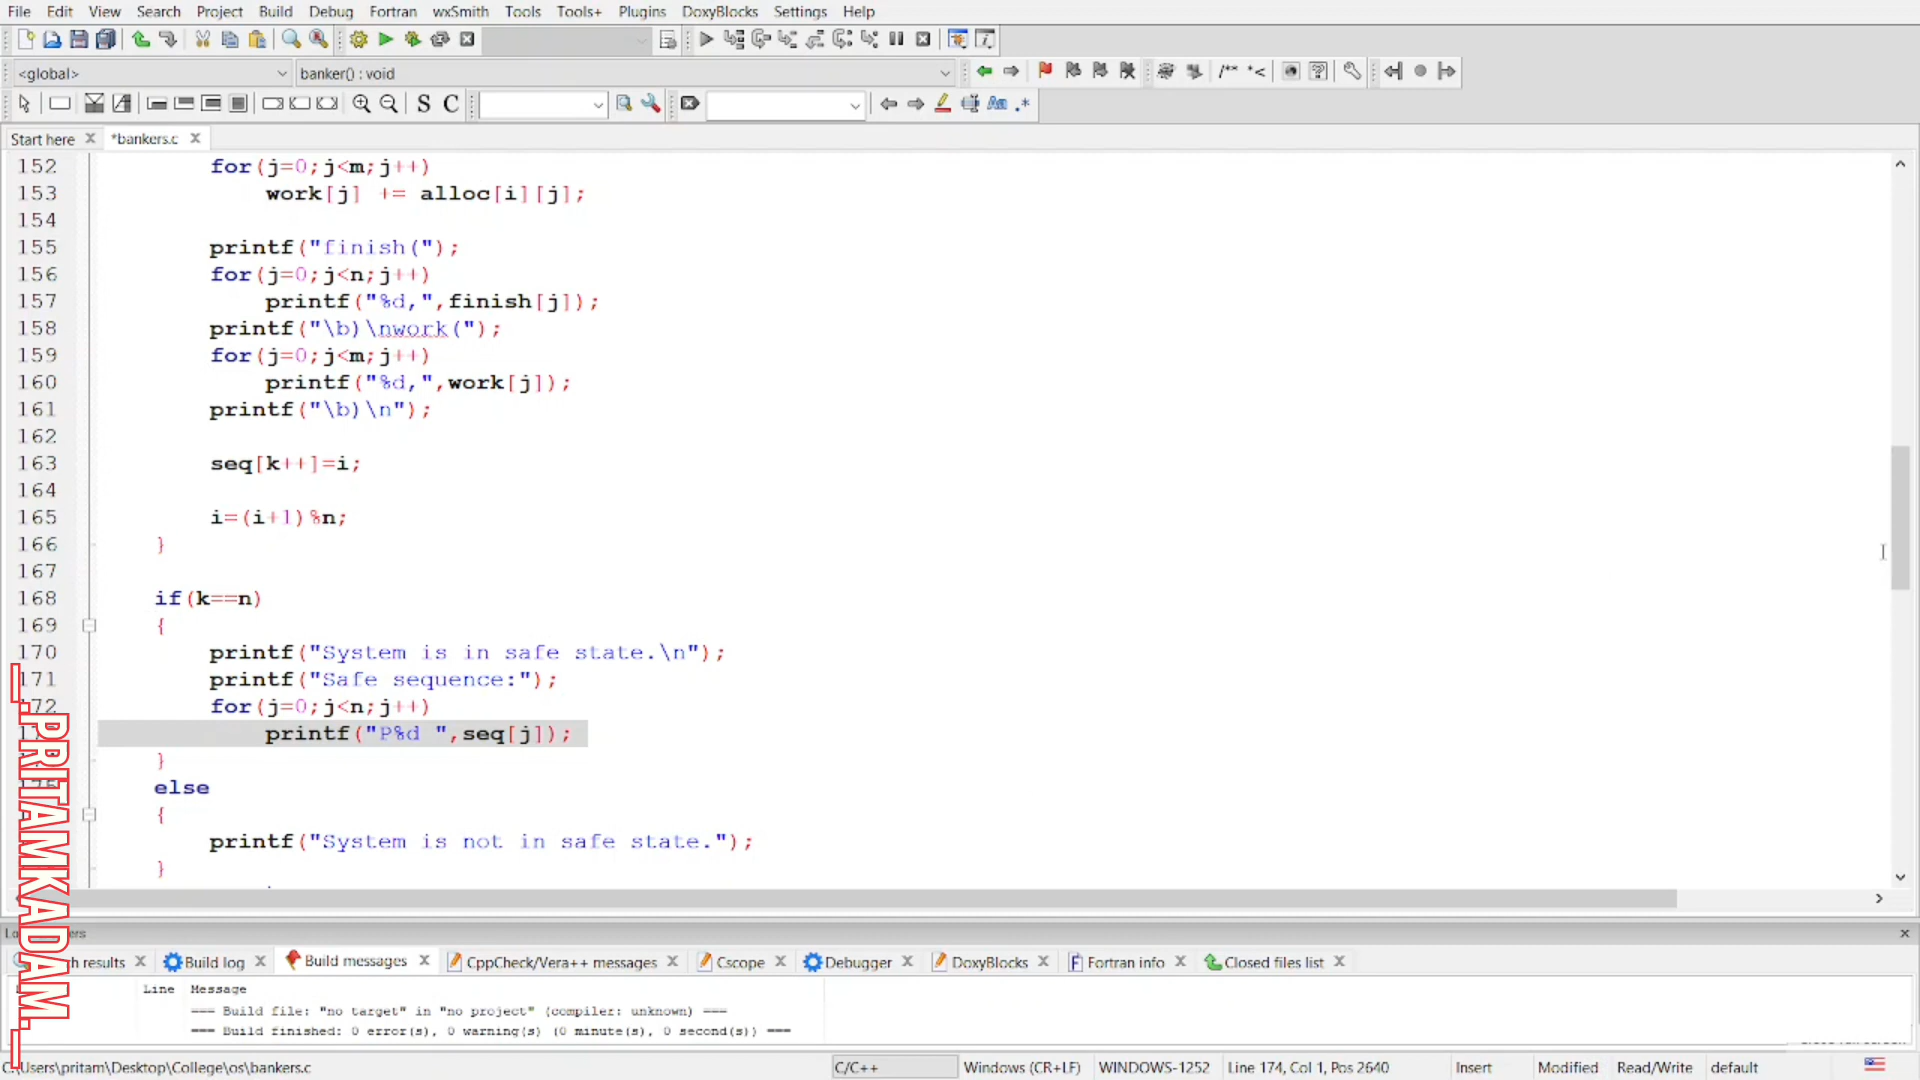 File Edit View Search Project Build Debug Fortran wxSmith Tools Tools+ Plugins DoxyBlocks Settings Help
<global> banker() : void
S C
Start here *bankers.c
152 for(j=0;j<m;j++)
153 work[j] += alloc[i][j];
154
155 printf("finish(");
156 for(j=0;j<n;j++)
157 printf("%d,",finish[j]);
158 printf("\b)\nwork(");
159 for(j=0;j<m;j++)
160 printf("%d,",work[j]);
161 printf("\b)\n");
162
163 seq[k++]=i;
164
165 i=(i+1)%n;
166 }
167
168 if(k==n)
169 {
170 printf("System is in safe state.\n");
171 printf("Safe sequence:");
172 for(j=0;j<n;j++)
printf("P%d ",seq[j]);
}
else
{
printf("System is not in safe state.");
}
_.PRITAMKADAM._
results Build log Build messages CppCheck/Vera++ messages Cscope Debugger DoxyBlocks Fortran info Closed files list
Line Message
=== Build file: "no target" in "no project" (compiler: unknown) ===
=== Build finished: 0 error(s), 0 warning(s) (0 minute(s), 0 second(s)) ===
C:\Users\pritam\Desktop\College\os\bankers.c C/C++ Windows (CR+LF) WINDOWS-1252 Line 174, Col 1, Pos 2640 Insert Modified Read/Write default